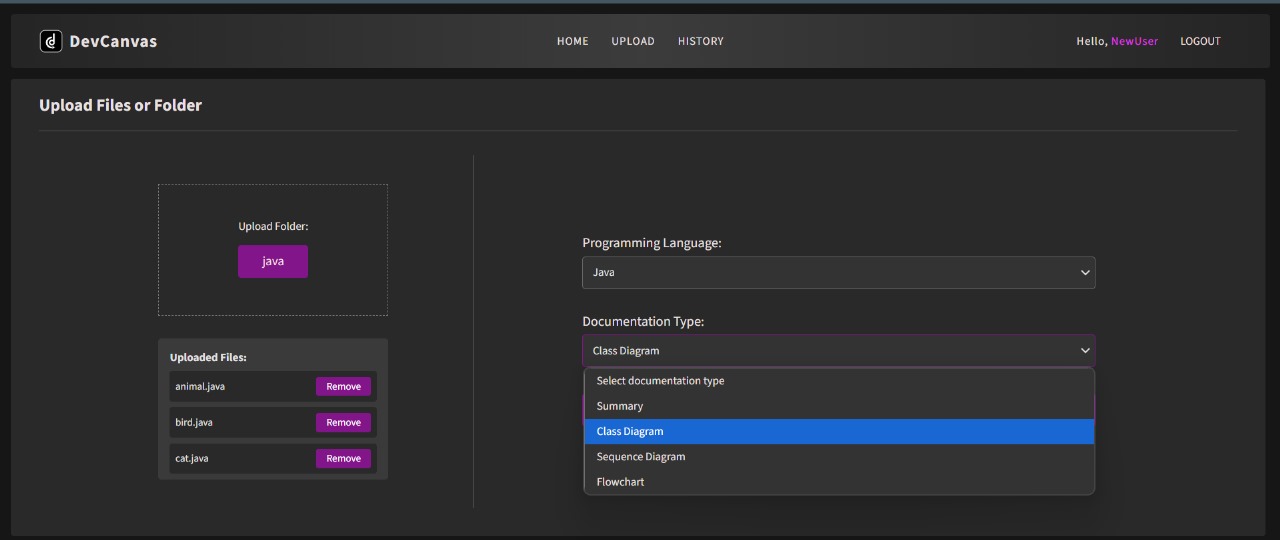 DevCanvas
HOME UPLOAD HISTORY
Hello, NewUser LOGOUT
Upload Files or Folder
Upload Folder:
java
Uploaded Files:
animal.java Remove
bird.java Remove
cat.java Remove
Programming Language:
Java
Documentation Type:
Class Diagram
Select documentation type
Summary
Class Diagram
Sequence Diagram
Flowchart